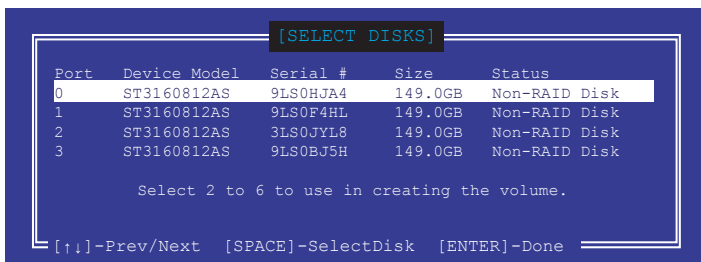 [SELECT DISKS]
Port Device Model Serial # Size Status
0 ST3160812AS 9LS0HJA4 149.0GB Non-RAID Disk
1 ST3160812AS 9LS0F4HL 149.0GB Non-RAID Disk
2 ST3160812AS 3LS0JYL8 149.0GB Non-RAID Disk
3 ST3160812AS 9LS0BJ5H 149.0GB Non-RAID Disk
Select 2 to 6 to use in creating the volume.
[↑↓]-Prev/Next [SPACE]-SelectDisk [ENTER]-Done